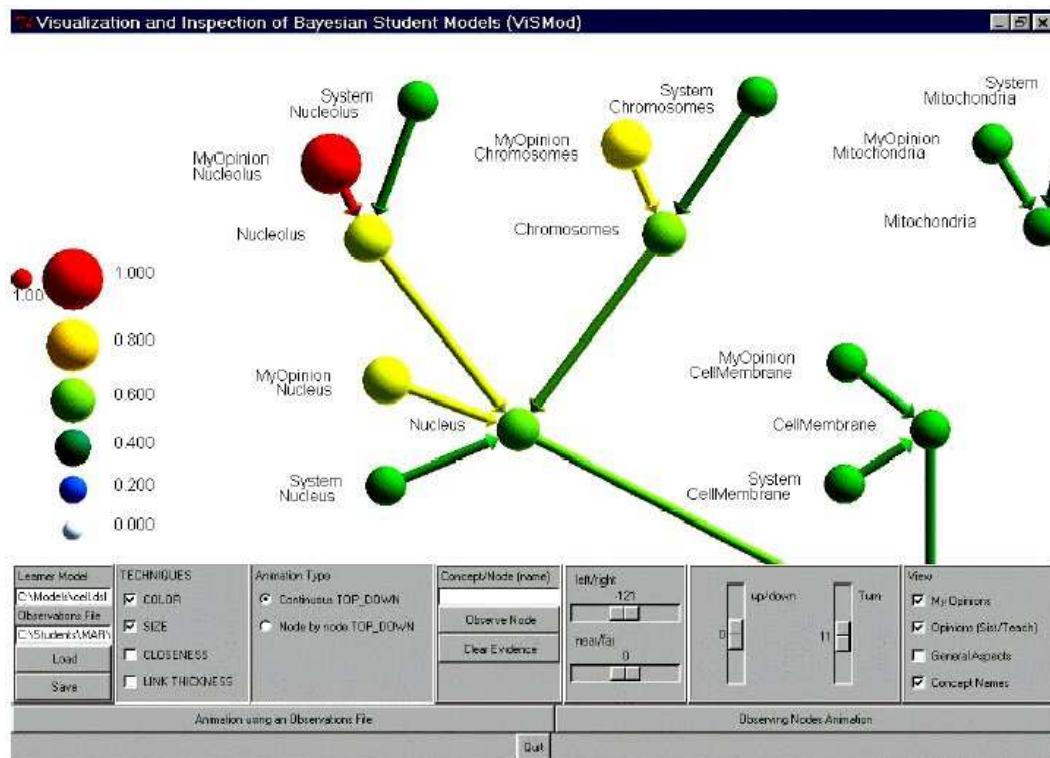 Visualization and Inspection of Bayesian Student Models (ViSMod)
System
Nucleolus
MyOpinion
Nucleolus
Nucleolus
System
Chromosomes
MyOpinion
Chromosomes
Chromosomes
System
Mitochondria
MyOpinion
Mitochondria
Mitochondria
1.00
1.000
0.800
0.600
0.400
0.200
0.000
MyOpinion
Nucleus
Nucleus
System
Nucleus
MyOpinion
CellMembrane
CellMembrane
System
CellMembrane
Learner Model
C:\Models\cell.dsl
Observations File
C:\Students\MAR\
Load
Save
TECHNIQUES
COLOR
SIZE
CLOSENESS
LINK THICKNESS
Animation Type
Continuous TOP_DOWN
Node by node TOP_DOWN
Concept/Node (name)
Observe Node
Clear Evidence
left/right
-121
near/far
0
up/down
0
Turn
11
View
My Opinions
Opinions (Sist/Teach)
General Aspects
Concept Names
Animation using an Observations File
Observing Nodes Animation
Quit